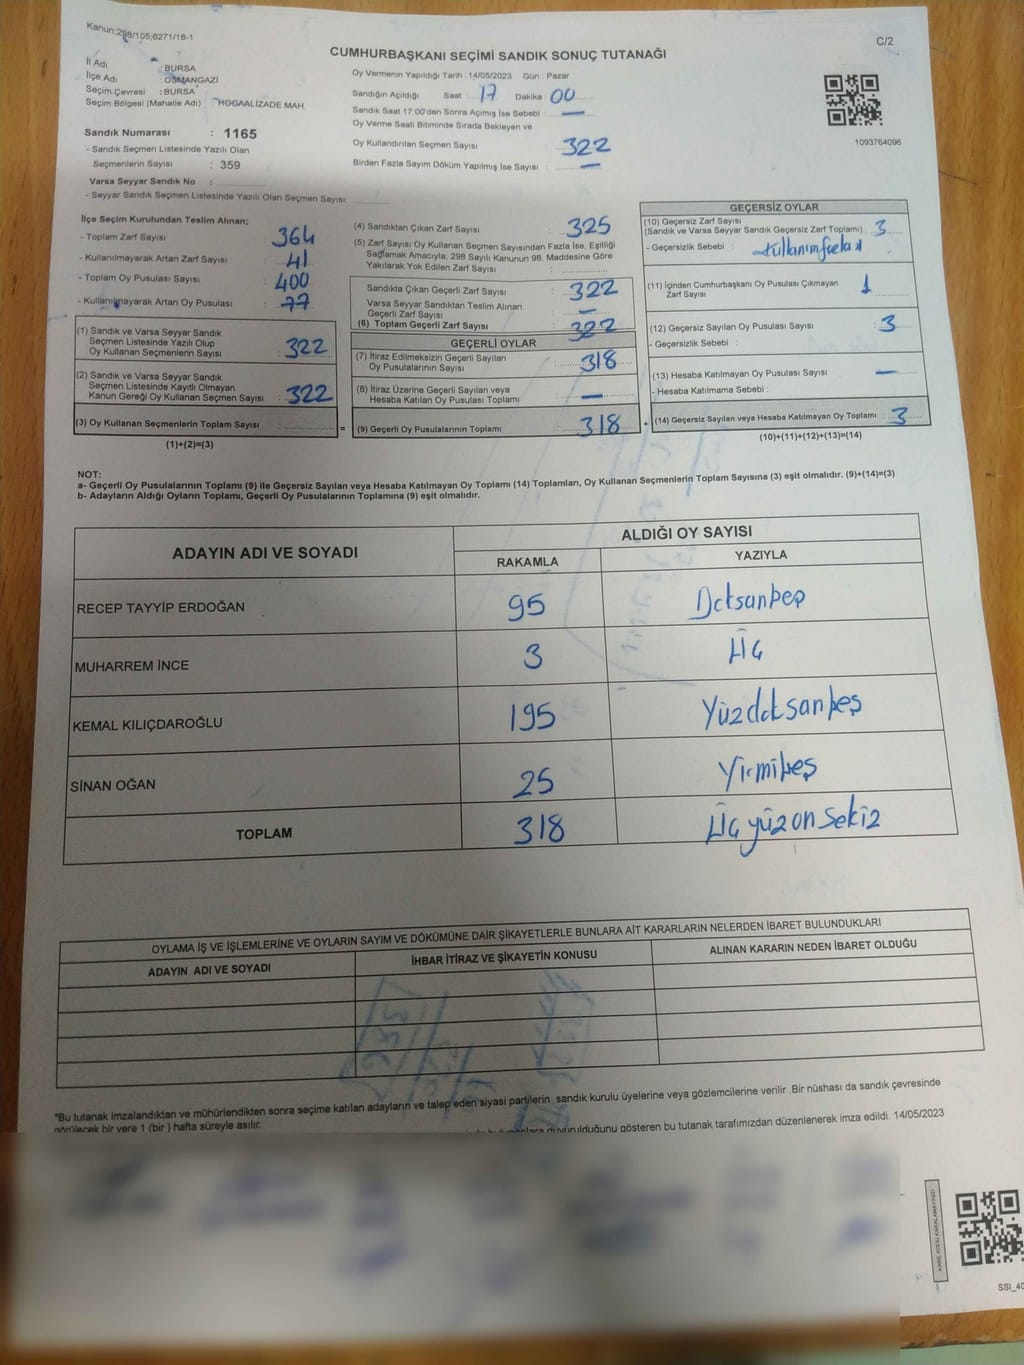 Kanun:298/105;6271/18-1
C/2
CUMHURBAŞKANI SEÇİMİ SANDIK SONUÇ TUTANAĞI
İl Adı : BURSA
İlçe Adı : OSMANGAZİ
Seçim Çevresi : BURSA
Seçim Bölgesi (Mahalle Adı) HOCAALİZADE MAH.
Sandık Numarası : 1165
- Sandık Seçmen Listesinde Yazılı Olan
Seçmenlerin Sayısı : 359
Varsa Seyyar Sandık No :
- Seyyar Sandık Seçmen Listesinde Yazılı Olan Seçmen Sayısı:
Oy Vermenin Yapıldığı Tarih : 14/05/2023 Gün : Pazar
Sandığın Açıldığı Saat 17 Dakika : 00
Sandık Saat 17:00'den Sonra Açılmış İse Sebebi : —
Oy Verme Saati Bitiminde Sırada Bekleyen ve
Oy Kullandırılan Seçmen Sayısı : 322
Birden Fazla Sayım Döküm Yapılmış İse Sayısı : —
1093764096
İlçe Seçim Kurulundan Teslim Alınan;
- Toplam Zarf Sayısı : 364
- Kullanılmayarak Artan Zarf Sayısı : 41
- Toplam Oy Pusulası Sayısı : 400
- Kullanılmayarak Artan Oy Pusulası : 77
(1) Sandık ve Varsa Seyyar Sandık
Seçmen Listesinde Yazılı Olup
Oy Kullanan Seçmenlerin Sayısı : 322
(2) Sandık ve Varsa Seyyar Sandık
Seçmen Listesinde Kayıtlı Olmayan
Kanun Gereği Oy Kullanan Seçmen Sayısı : 322
(3) Oy Kullanan Seçmenlerin Toplam Sayısı :
(1)+(2)=(3)
(4) Sandıktan Çıkan Zarf Sayısı : 325
(5) Zarf Sayısı Oy Kullanan Seçmen Sayısından Fazla İse, Eşitliği
Sağlamak Amacıyla; 298 Sayılı Kanunun 98. Maddesine Göre
Yakılarak Yok Edilen Zarf Sayısı :
Sandıkta Çıkan Geçerli Zarf Sayısı : 322
Varsa Seyyar Sandıktan Teslim Alınan
Geçerli Zarf Sayısı : —
(6) Toplam Geçerli Zarf Sayısı : 322
GEÇERLİ OYLAR
(7) İtiraz Edilmeksizin Geçerli Sayılan
Oy Pusulalarının Sayısı : 318
(8) İtiraz Üzerine Geçerli Sayılan veya
Hesaba Katılan Oy Pusulası Toplamı : —
= (9) Geçerli Oy Pusulalarının Toplamı : 318
GEÇERSİZ OYLAR
(10) Geçersiz Zarf Sayısı
(Sandık ve Varsa Seyyar Sandık Geçersiz Zarf Toplamı) : 3
- Geçersizlik Sebebi :
(11) İçinden Cumhurbaşkanı Oy Pusulası Çıkmayan
Zarf Sayısı : 1
(12) Geçersiz Sayılan Oy Pusulası Sayısı : 3
- Geçersizlik Sebebi :
(13) Hesaba Katılmayan Oy Pusulası Sayısı : —
- Hesaba Katılmama Sebebi :
+ (14) Geçersiz Sayılan veya Hesaba Katılmayan Oy Toplamı : 3
(10)+(11)+(12)+(13)=(14)
NOT:
a- Geçerli Oy Pusulalarının Toplamı (9) ile Geçersiz Sayılan veya Hesaba Katılmayan Oy Toplamı (14) Toplamları, Oy Kullanan Seçmenlerin Toplam Sayısına (3) eşit olmalıdır. (9)+(14)=(3)
b- Adayların Aldığı Oyların Toplamı, Geçerli Oy Pusulalarının Toplamına (9) eşit olmalıdır.
ADAYIN ADI VE SOYADI
ALDIĞI OY SAYISI
RAKAMLA YAZIYLA
RECEP TAYYİP ERDOĞAN 95 Doksanbeş
MUHARREM İNCE 3 Üç
KEMAL KILIÇDAROĞLU 195 Yüzdoksanbeş
SİNAN OĞAN 25 Yirmibeş
TOPLAM 318 Üçyüzonsekiz
OYLAMA İŞ VE İŞLEMLERİNE VE OYLARIN SAYIM VE DÖKÜMÜNE DAİR ŞİKAYETLERLE BUNLARA AİT KARARLARIN NELERDEN İBARET BULUNDUKLARI
ADAYIN ADI VE SOYADI İHBAR İTİRAZ VE ŞİKAYETİN KONUSU ALINAN KARARIN NEDEN İBARET OLDUĞU
"Bu tutanak imzalandıktan ve mühürlendikten sonra seçime katılan adayların ve talep eden siyasi partilerin sandık kurulu üyelerine veya gözlemcilerine verilir .Bir nüshası da sandık çevresinde
görülecek bir yere 1 (bir ) hafta süreyle asılır.
duyurulduğunu gösteren bu tutanak tarafımızdan düzenlenerek imza edildi. 14/05/2023
KARE KODU KARALAMAYINIZ!